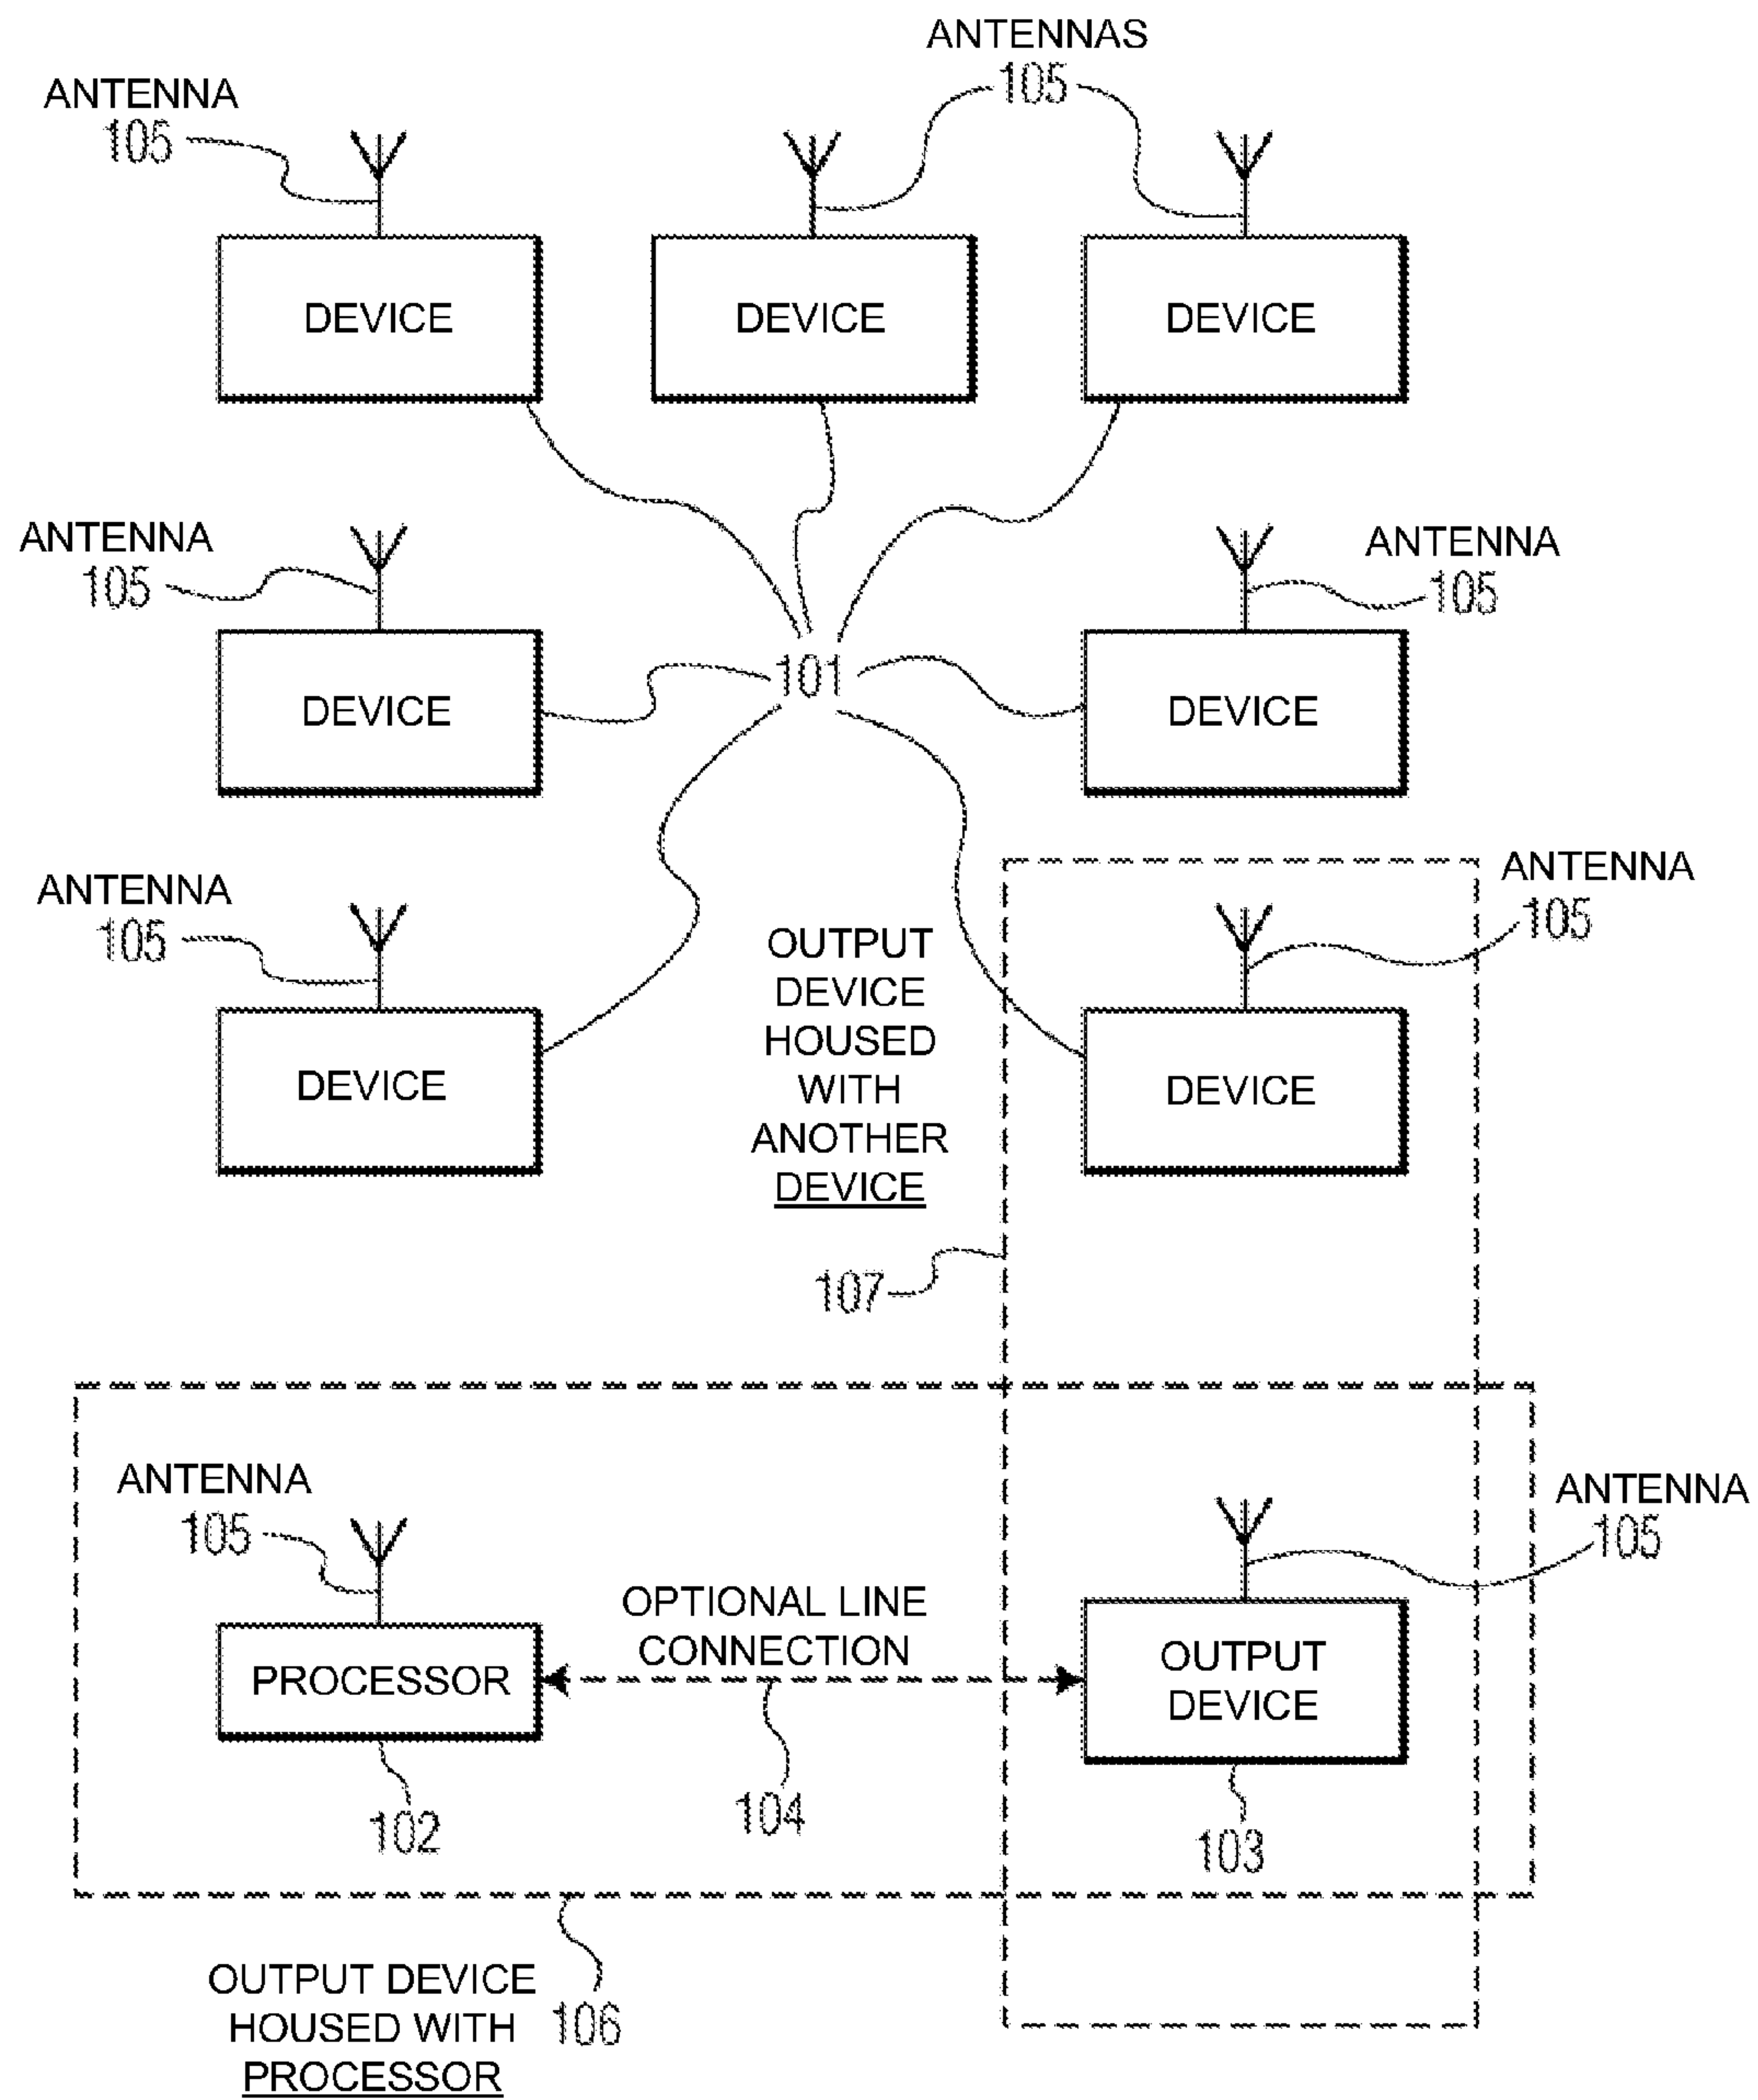 ANTENNAS
105
ANTENNA
105
DEVICE
DEVICE
DEVICE
ANTENNA
105
ANTENNA
105
101
DEVICE
DEVICE
ANTENNA
105
ANTENNA
105
OUTPUT
DEVICE
HOUSED
WITH
ANOTHER
DEVICE
DEVICE
DEVICE
107
ANTENNA
105
ANTENNA
105
OPTIONAL LINE
CONNECTION
PROCESSOR
OUTPUT
DEVICE
102
104
103
OUTPUT DEVICE
HOUSED WITH
PROCESSOR
106